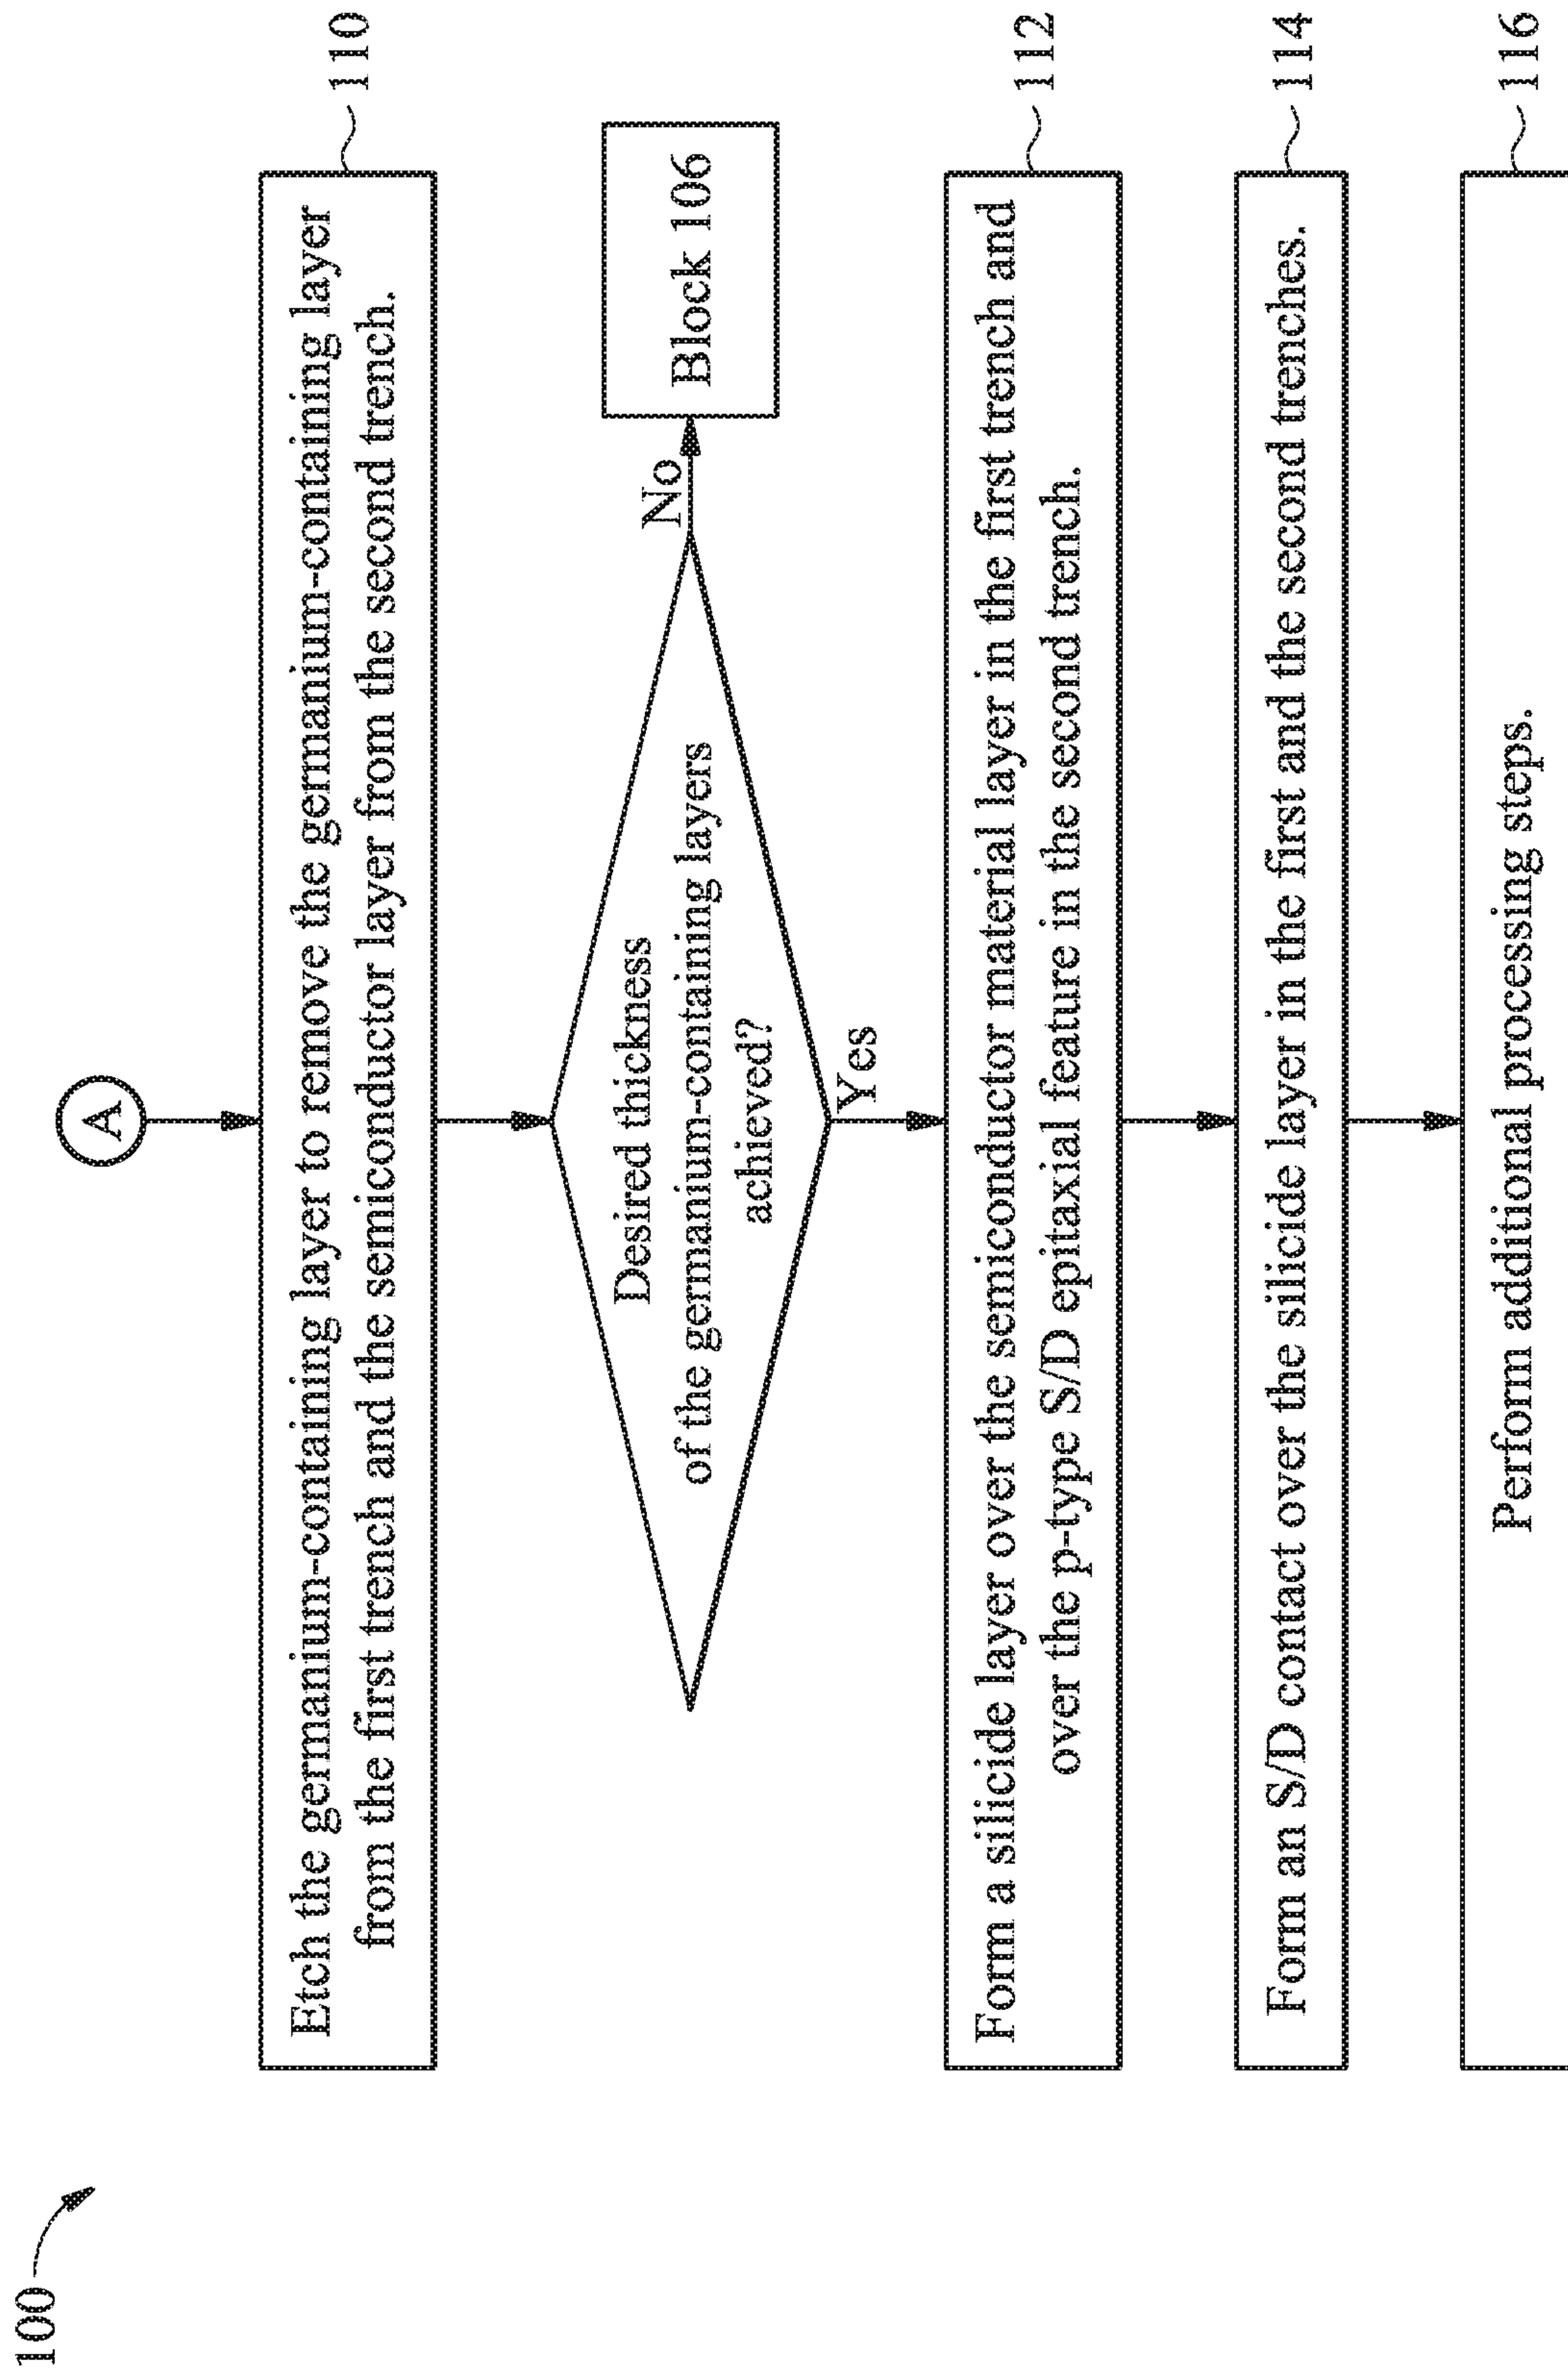 100
A
Etch the germanium-containing layer to remove the germanium-containing layer
from the first trench and the semiconductor layer from the second trench.
110
Desired thickness
of the germanium-containing layers
achieved?
No
Block 106
Yes
Form a silicide layer over the semiconductor material layer in the first trench and
over the p-type S/D epitaxial feature in the second trench.
112
Form an S/D contact over the silicide layer in the first and the second trenches.
114
Perform additional processing steps.
116